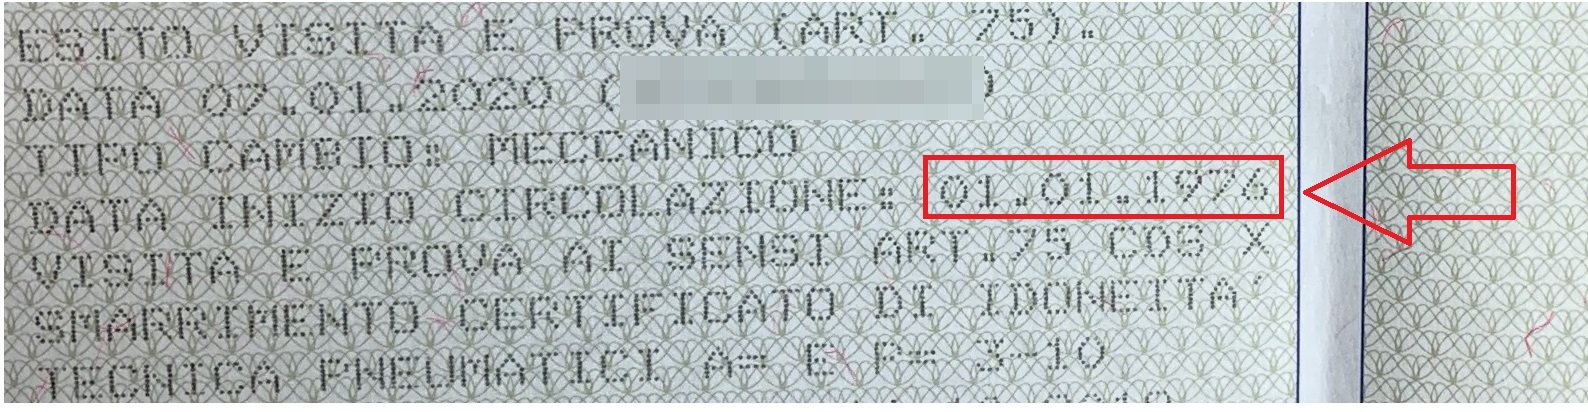 ESITO VISITA E PROVA (ART. 75).
DATA 07.01.2020 (
TIPO CAMBIO: MECCANICO
DATA INIZIO CIRCOLAZIONE: 01.01.1976
VISITA E PROVA AI SENSI ART.75 CDS X
SMARRIMENTO CERTIFICATO DI IDONEITA'
TECNICA PNEUMATICI A= E P= 3-10